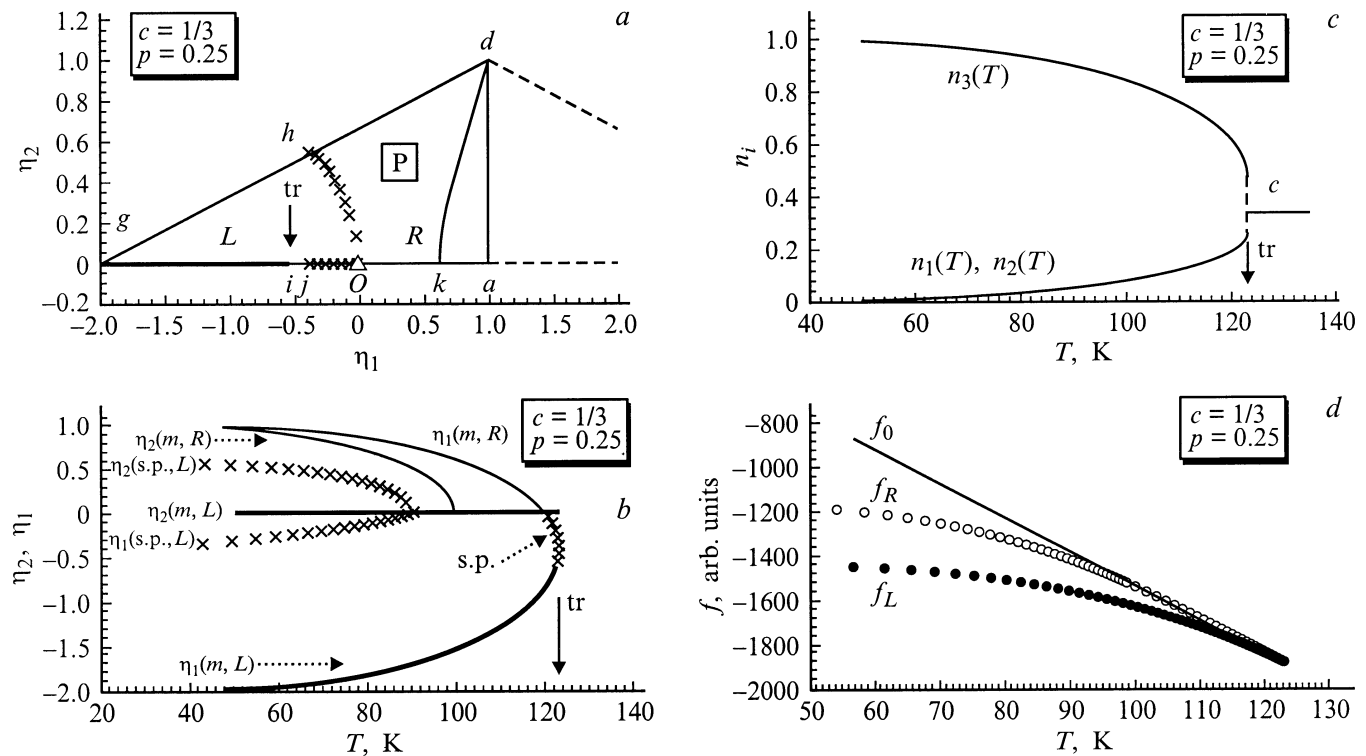 a
c = 1/3
p = 0.25
1.2
1.0
0.8
0.6
0.4
0.2
0
−0.2
η2
d
h
P
tr
g
L
R
i j O k a
−2.0 −1.5 −1.0 −0.5 0 0.5 1.0 1.5 2.0
η1
c
c = 1/3
p = 0.25
1.0
0.8
0.6
0.4
0.2
0
ni
n3(T)
c
n1(T), n2(T)
tr
40 60 80 100 120 140
T, K
b
c = 1/3
p = 0.25
1.0
0.5
0
−0.5
−1.0
−1.5
−2.0
η2, η1
η2(m, R)
η1(m, R)
η2(s.p., L)
η2(m, L)
η1(s.p., L)
s.p.
tr
η1(m, L)
20 40 60 80 100 120 140
T, K
d
c = 1/3
p = 0.25
−800
−1000
−1200
−1400
−1600
−1800
−2000
f, arb. units
f0
fR
fL
50 60 70 80 90 100 110 120 130
T, K